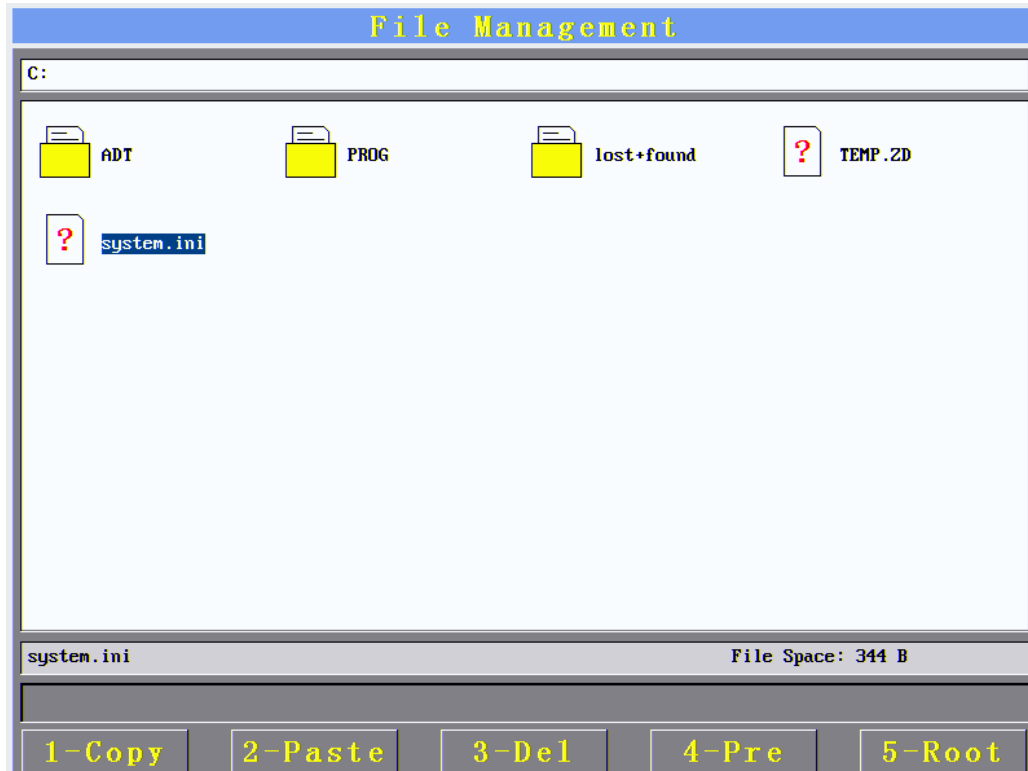 File Management
C:
ADT PROG lost+found ? TEMP.ZD
? system.ini
system.ini File Space: 344 B
1-Copy 2-Paste 3-Del 4-Pre 5-Root